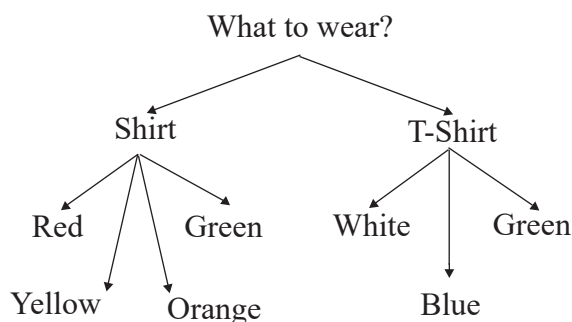 What to wear?
Shirt T-Shirt
Red Green White Green
Yellow Orange Blue